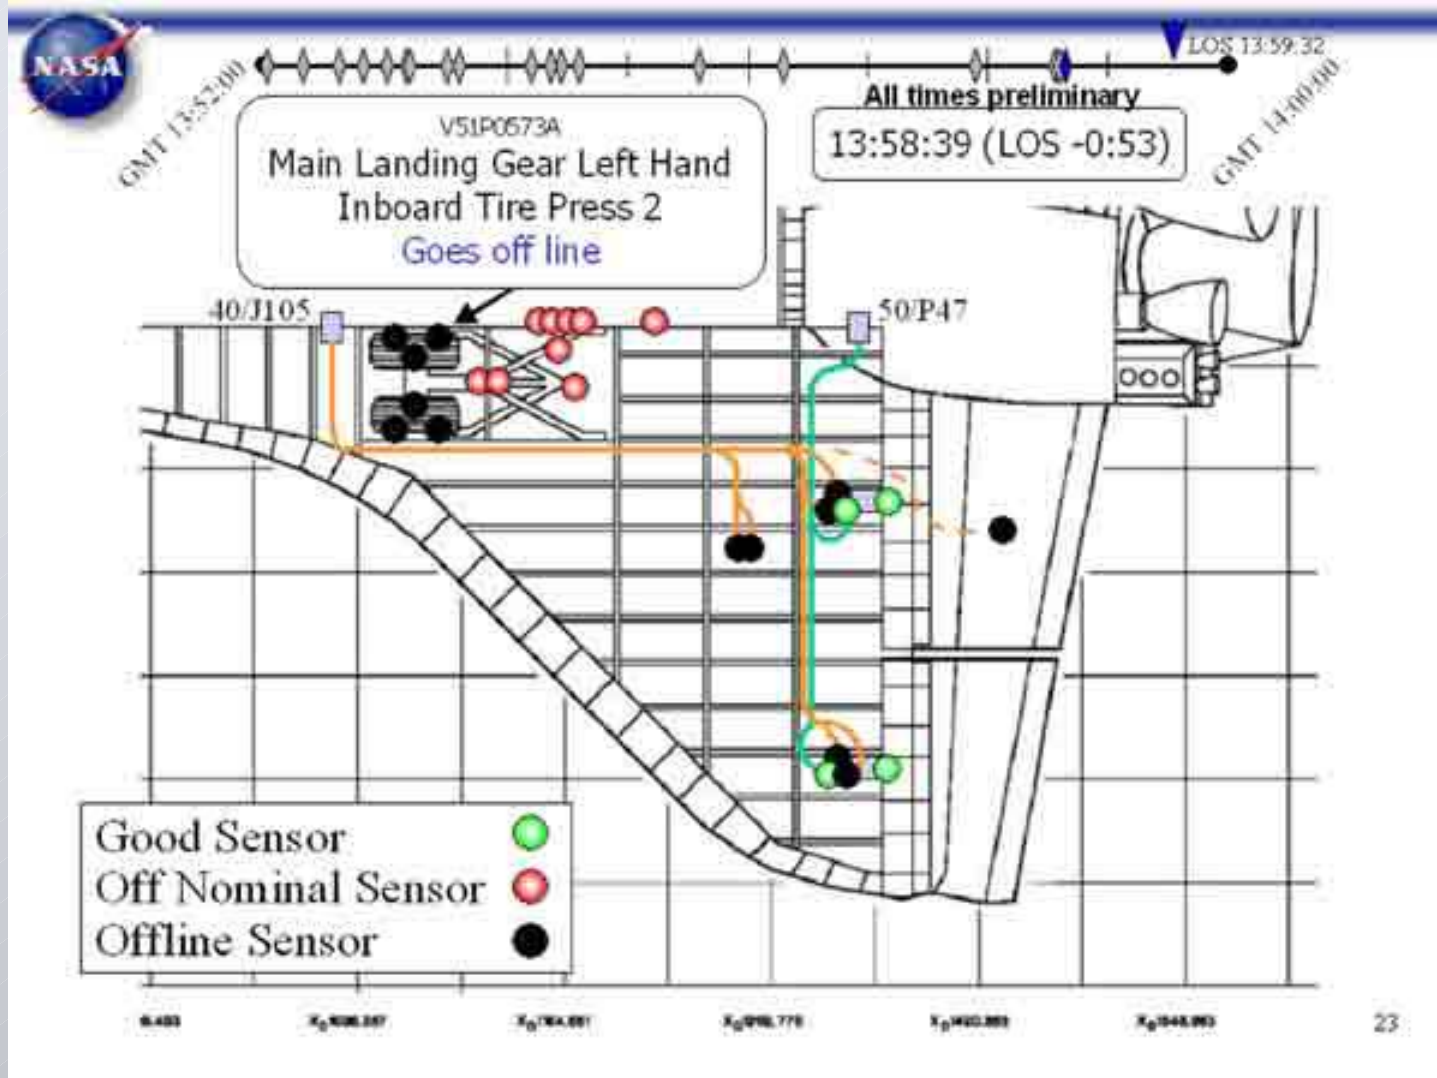 NASA
LOS 13:59:32
GMT 13:52:00
GMT 14:00:00
All times preliminary
13:58:39 (LOS -0:53)
V51P0573A
Main Landing Gear Left Hand
Inboard Tire Press 2
Goes off line
40/J105
50/P47
Good Sensor
Off Nominal Sensor
Offline Sensor
23